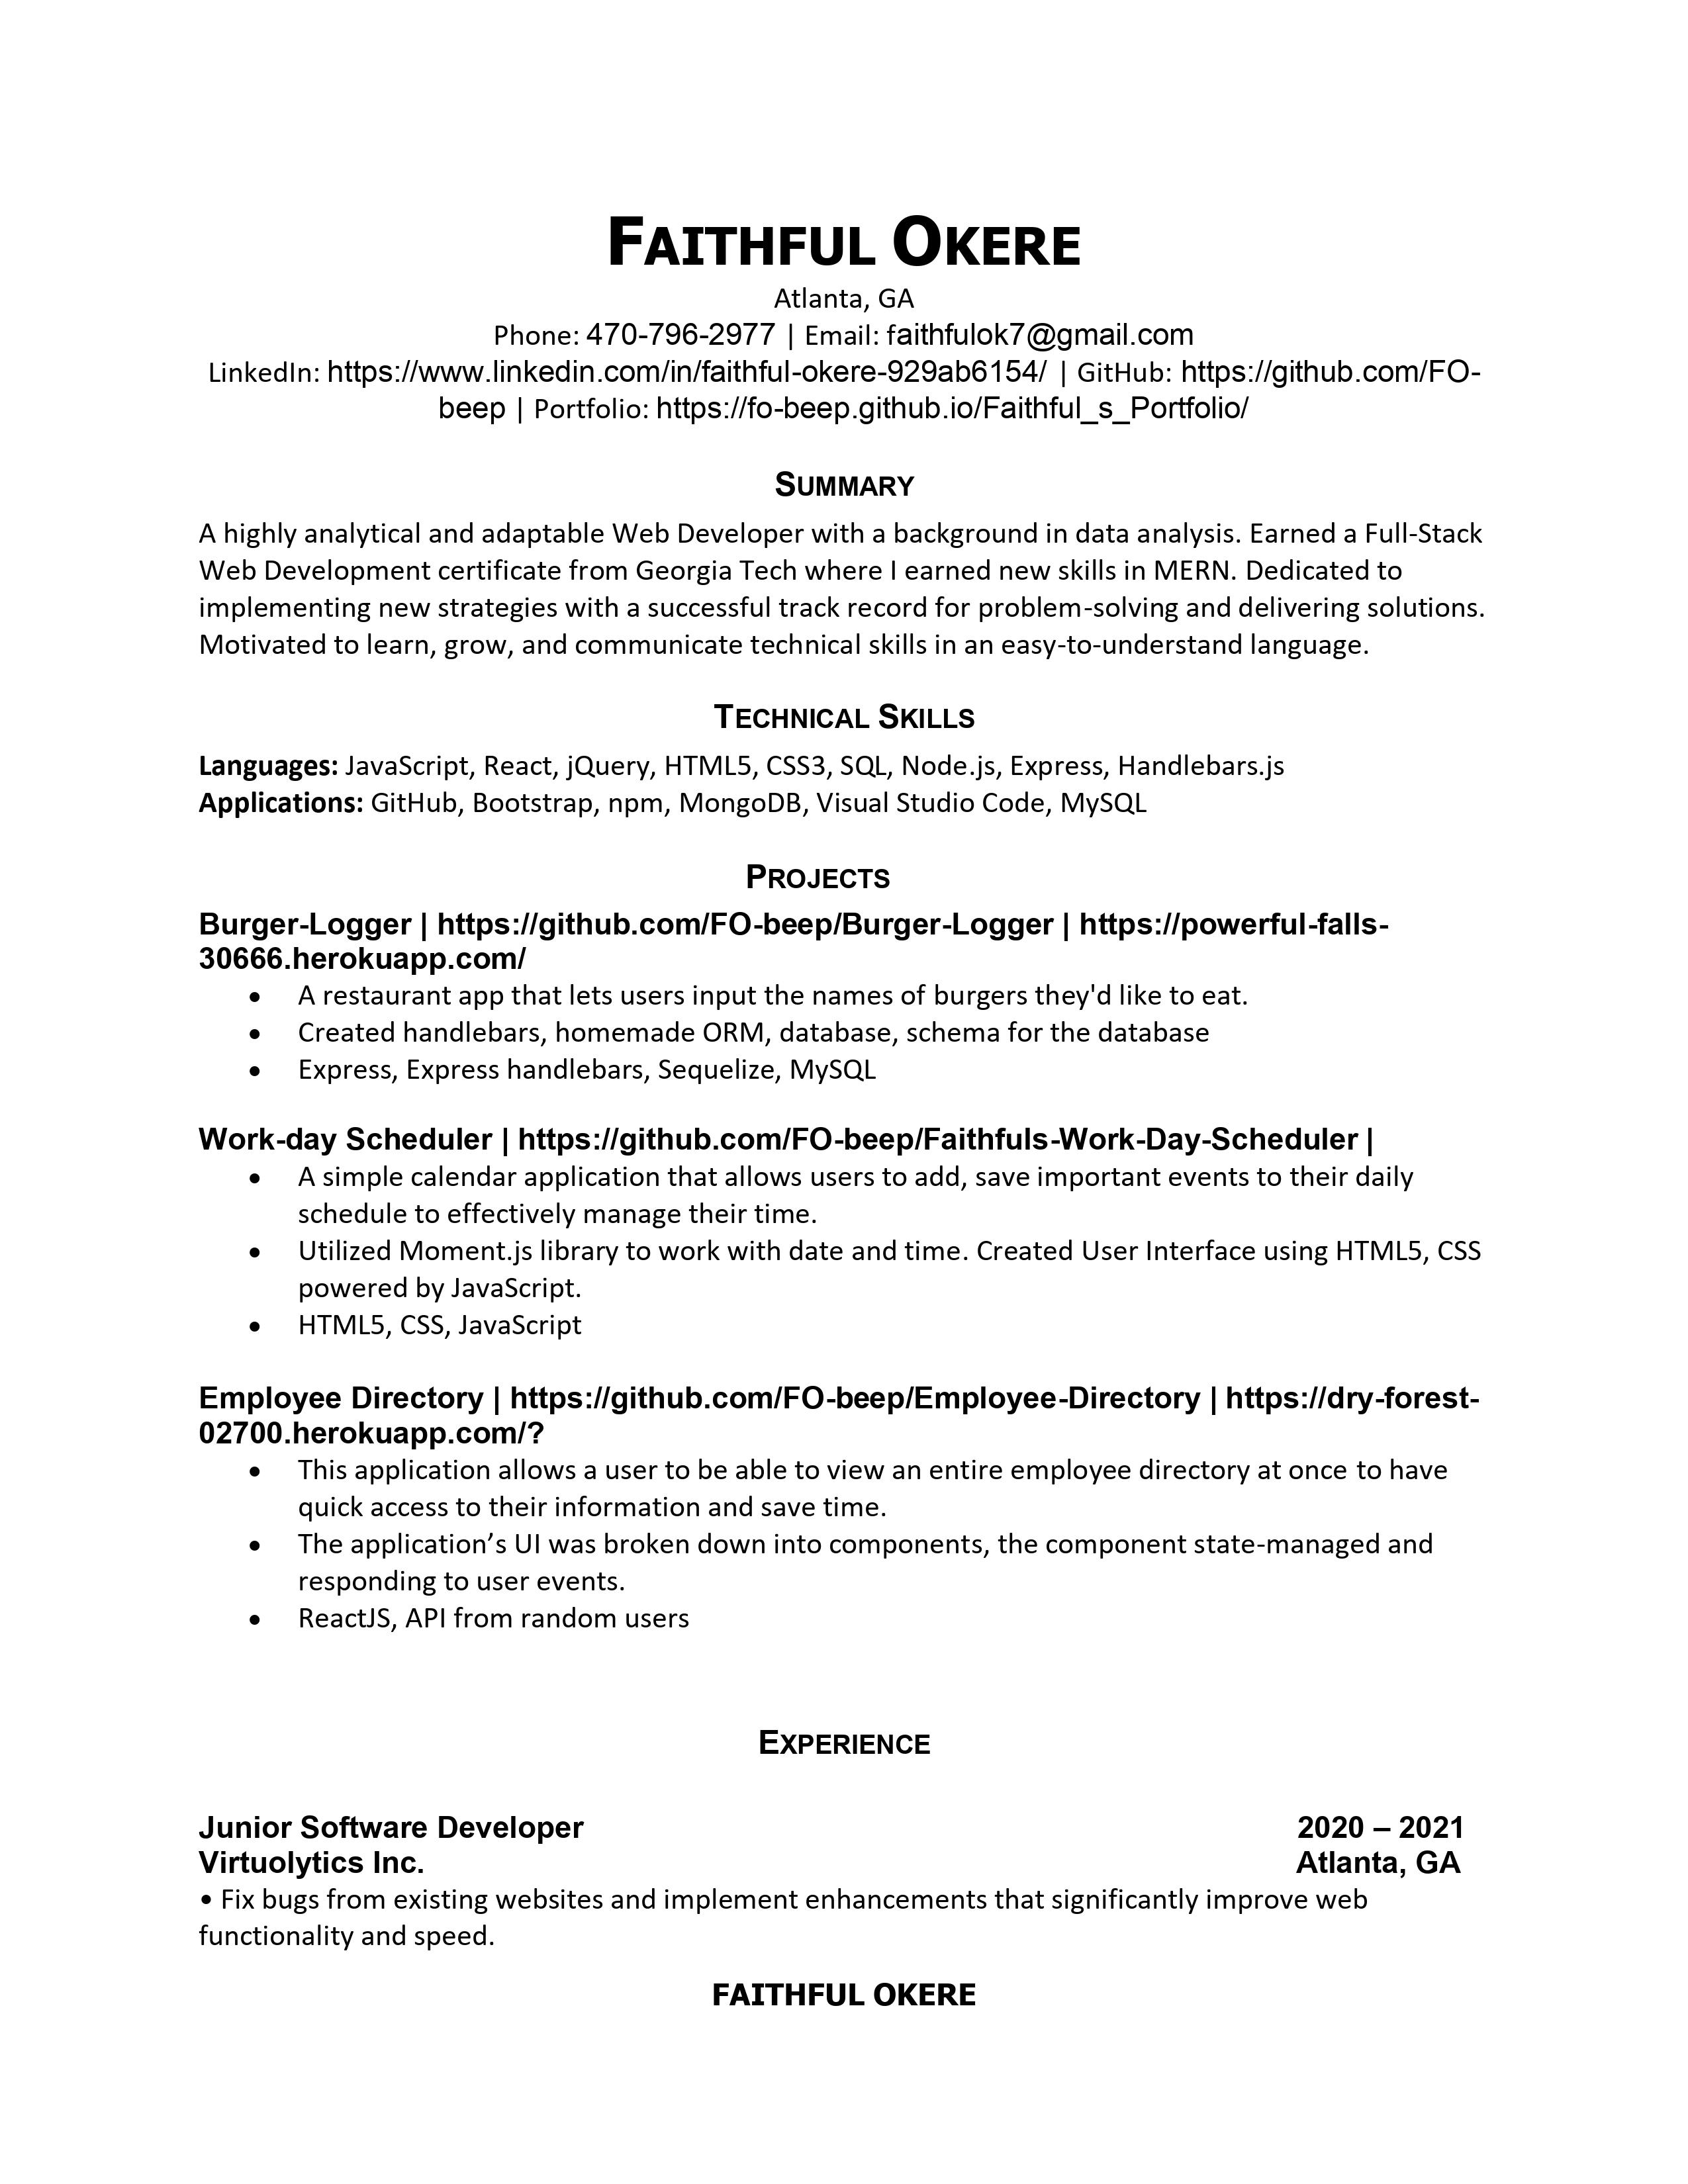 FAITHFUL OKERE
Atlanta, GA
Phone: 470-796-2977 | Email: faithfulok7@gmail.com
LinkedIn: https://www.linkedin.com/in/faithful-okere-929ab6154/ | GitHub: https://github.com/FO-
beep | Portfolio: https://fo-beep.github.io/Faithful_s_Portfolio/
SUMMARY
A highly analytical and adaptable Web Developer with a background in data analysis. Earned a Full-Stack
Web Development certificate from Georgia Tech where I earned new skills in MERN. Dedicated to
implementing new strategies with a successful track record for problem-solving and delivering solutions.
Motivated to learn, grow, and communicate technical skills in an easy-to-understand language.
TECHNICAL SKILLS
Languages: JavaScript, React, jQuery, HTML5, CSS3, SQL, Node.js, Express, Handlebars.js
Applications: GitHub, Bootstrap, npm, MongoDB, Visual Studio Code, MySQL
PROJECTS
Burger-Logger | https://github.com/FO-beep/Burger-Logger | https://powerful-falls-
30666.herokuapp.com/
• A restaurant app that lets users input the names of burgers they'd like to eat.
• Created handlebars, homemade ORM, database, schema for the database
• Express, Express handlebars, Sequelize, MySQL
Work-day Scheduler | https://github.com/FO-beep/Faithfuls-Work-Day-Scheduler |
• A simple calendar application that allows users to add, save important events to their daily
schedule to effectively manage their time.
• Utilized Moment.js library to work with date and time. Created User Interface using HTML5, CSS
powered by JavaScript.
• HTML5, CSS, JavaScript
Employee Directory | https://github.com/FO-beep/Employee-Directory | https://dry-forest-
02700.herokuapp.com/?
• This application allows a user to be able to view an entire employee directory at once to have
quick access to their information and save time.
• The application’s UI was broken down into components, the component state-managed and
responding to user events.
• ReactJS, API from random users
EXPERIENCE
Junior Software Developer 2020 – 2021
Virtuolytics Inc. Atlanta, GA
• Fix bugs from existing websites and implement enhancements that significantly improve web
functionality and speed.
FAITHFUL OKERE